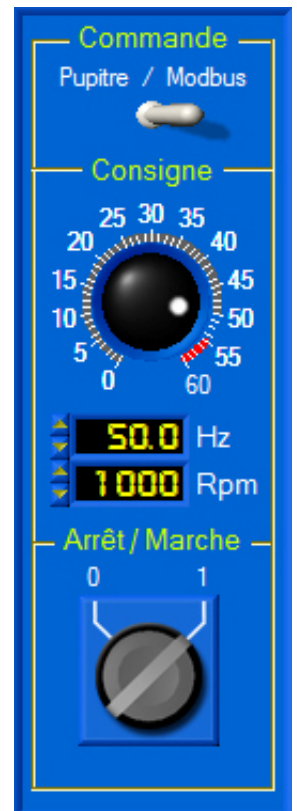 Commande
Pupitre / Modbus
Consigne
25 30 35
20 40
15 45
10 50
5 55
0 60
50.0 Hz
1000 Rpm
Arrêt / Marche
0 1